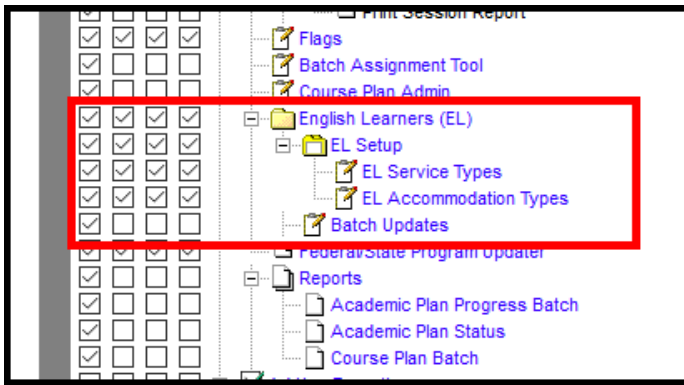 Print Session Report
Flags
Batch Assignment Tool
Course Plan Admin
English Learners (EL)
EL Setup
EL Service Types
EL Accommodation Types
Batch Updates
Federal/State Program Updater
Reports
Academic Plan Progress Batch
Academic Plan Status
Course Plan Batch